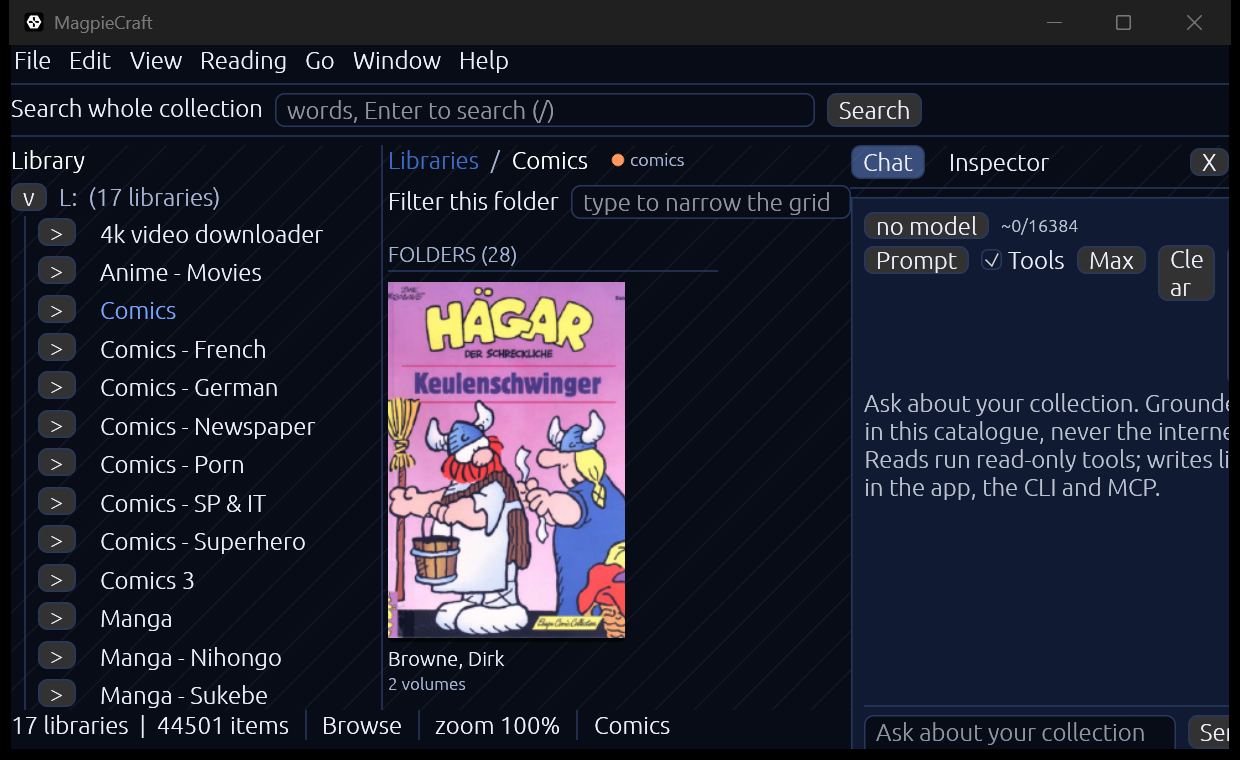 MagpieCraft
File Edit View Reading Go Window Help
Search whole collection words, Enter to search (/) Search
Library
v L: (17 libraries)
> 4k video downloader
> Anime - Movies
> Comics
> Comics - French
> Comics - German
> Comics - Newspaper
> Comics - Porn
> Comics - SP & IT
> Comics - Superhero
> Comics 3
> Manga
> Manga - Nihongo
> Manga - Sukebe
Libraries / Comics comics
Filter this folder type to narrow the grid
FOLDERS (28)
HÄGAR
DER SCHRECKLICHE
Keulenschwinger
Browne, Dirk
2 volumes
Chat Inspector X
no model ~0/16384
Prompt Tools Max Cle
ar
Ask about your collection. Grounde
in this catalogue, never the interne
Reads run read-only tools; writes li
in the app, the CLI and MCP.
Ask about your collection Ser
17 libraries | 44501 items Browse zoom 100% Comics